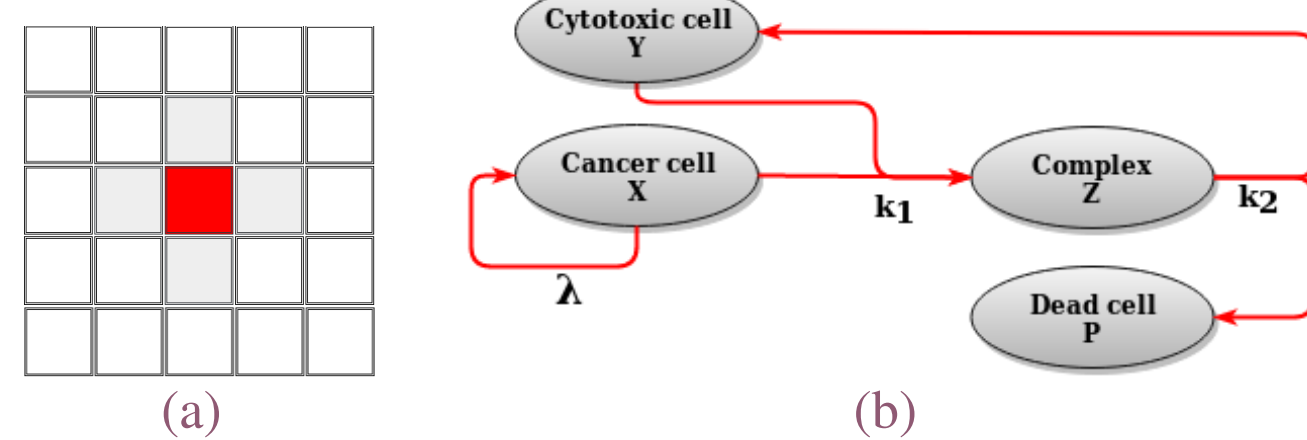 Cytotoxic cell
Y
Cancer cell
X
λ
k1
Complex
Z
k2
Dead cell
P
(a)
(b)